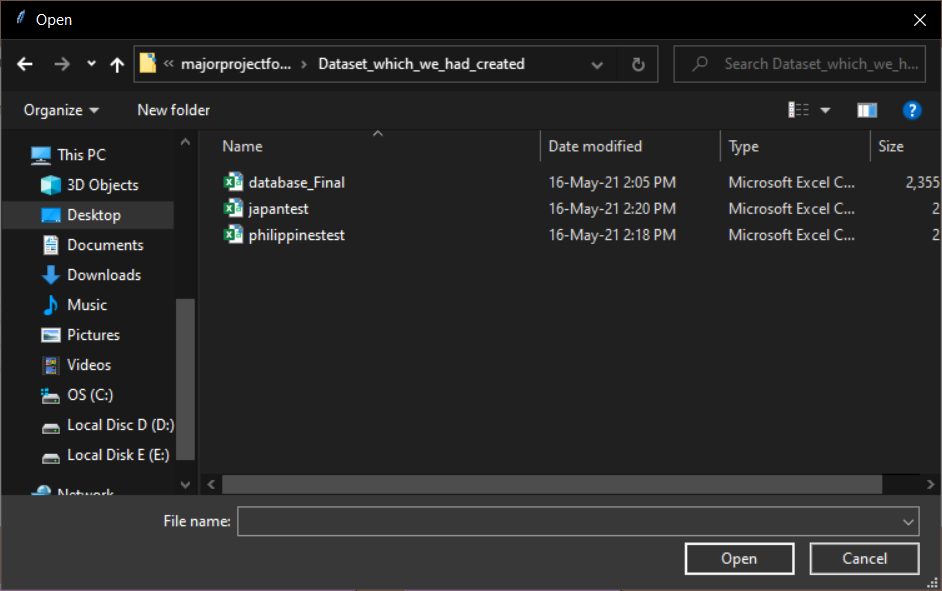 Open
majorprojectfo... Dataset_which_we_had_created
Search Dataset_which_we_h...
Organize New folder
This PC
3D Objects
Desktop
Documents
Downloads
Music
Pictures
Videos
OS (C:)
Local Disc D (D:)
Local Disk E (E:)
Network
Name Date modified Type Size
database_Final 16-May-21 2:05 PM Microsoft Excel C... 2,355
japantest 16-May-21 2:20 PM Microsoft Excel C... 2
philippinestest 16-May-21 2:18 PM Microsoft Excel C... 2
File name:
Open Cancel